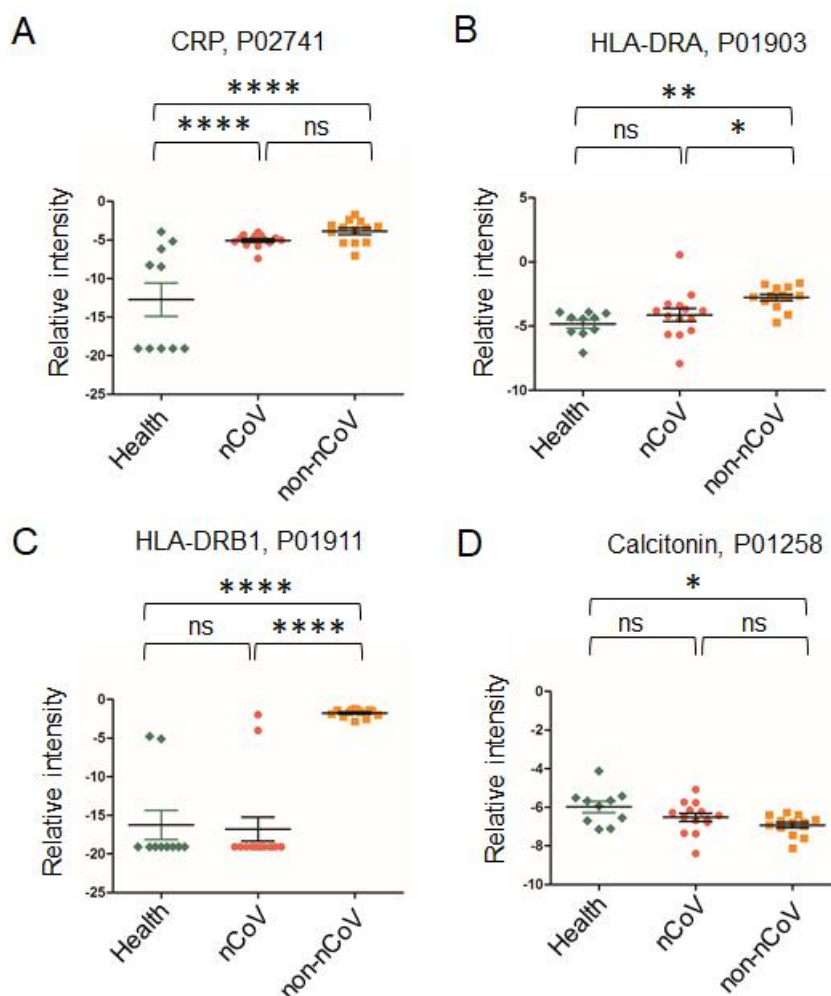 A
CRP, P02741
****
**** ns
Relative intensity
0
-5
-10
-15
-20
-25
Health
nCoV
non-nCoV
B
HLA-DRA, P01903
**
ns *
Relative intensity
5
0
-5
-10
Health
nCoV
non-nCoV
C
HLA-DRB1, P01911
****
ns ****
Relative intensity
0
-5
-10
-15
-20
-25
Health
nCoV
non-nCoV
D
Calcitonin, P01258
*
ns ns
Relative intensity
0
-2
-4
-6
-8
-10
Health
nCoV
non-nCoV